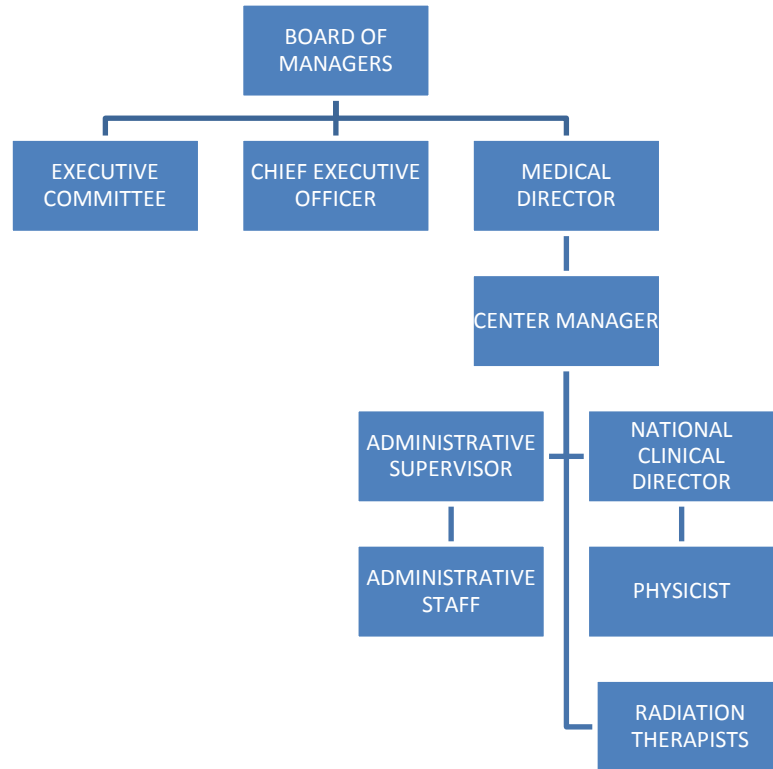 BOARD OF
MANAGERS
EXECUTIVE
COMMITTEE
CHIEF EXECUTIVE
OFFICER
MEDICAL
DIRECTOR
CENTER MANAGER
ADMINISTRATIVE
SUPERVISOR
NATIONAL
CLINICAL
DIRECTOR
ADMINISTRATIVE
STAFF
PHYSICIST
RADIATION
THERAPISTS